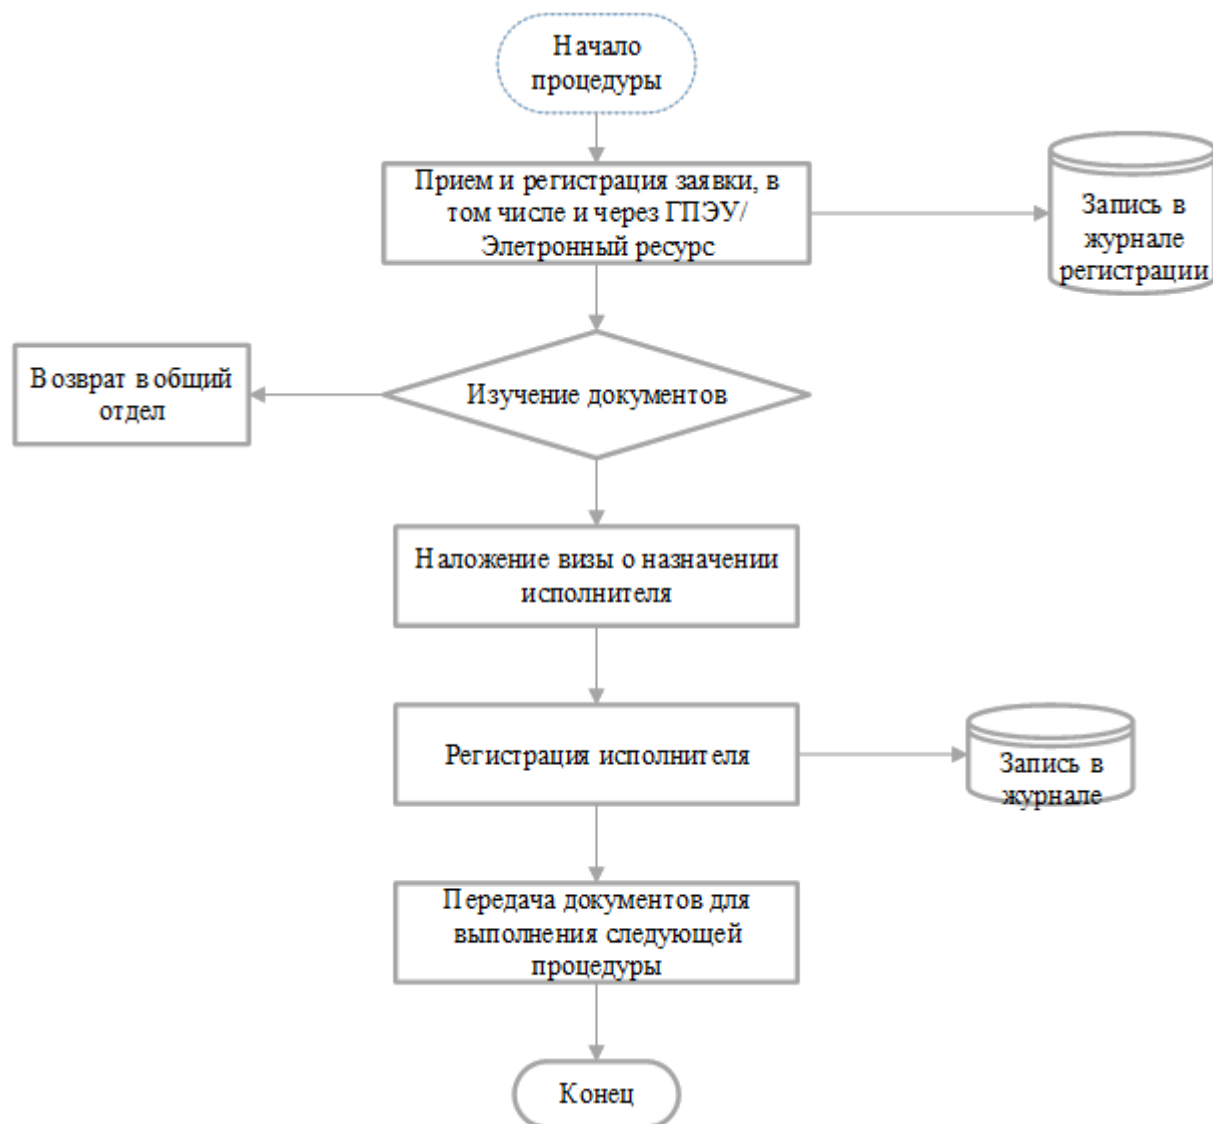 Начало
процедуры
Прием и регистрация заявки, в
том числе и через ГПЭУ/
Элетронный ресурс
Запись в
журнале
регистрации
Возврат в общий
отдел
Изучение документов
Наложение визы о назначении
исполнителя
Регистрация исполнителя
Запись в
журнале
Передача документов для
выполнения следующей
процедуры
Конец